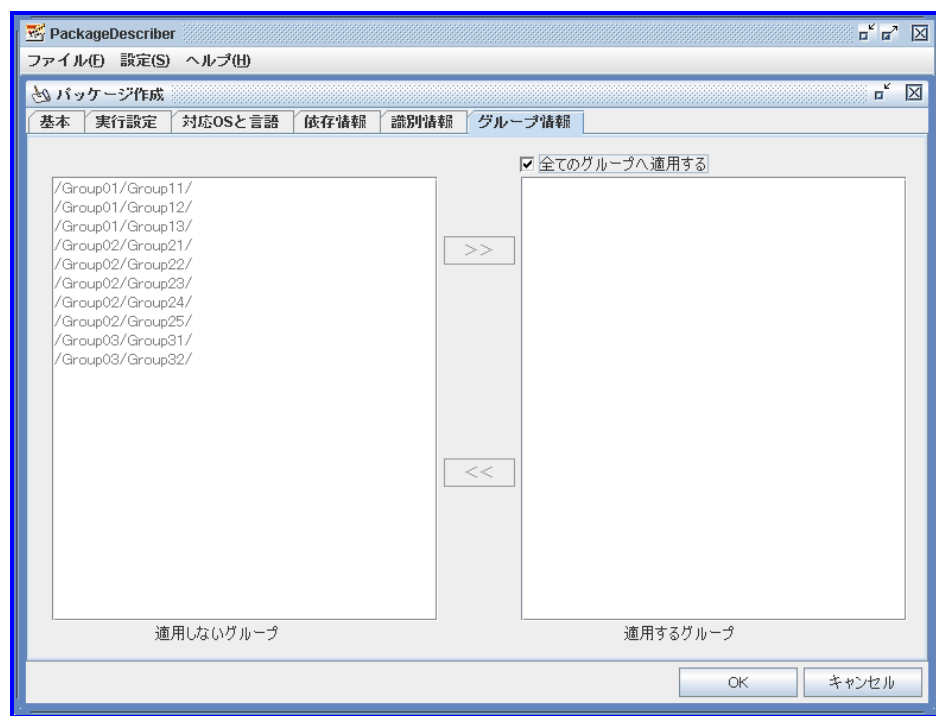 PackageDescriber
ファイル(F) 設定(S) ヘルプ(H)
パッケージ作成
基本 実行設定 対応OSと言語 依存情報 識別情報 グループ情報
全てのグループへ適用する
/Group01/Group11/
/Group01/Group12/
/Group01/Group13/
/Group02/Group21/
/Group02/Group22/
/Group02/Group23/
/Group02/Group24/
/Group02/Group25/
/Group03/Group31/
/Group03/Group32/
>>
<<
適用しないグループ
適用するグループ
OK キャンセル